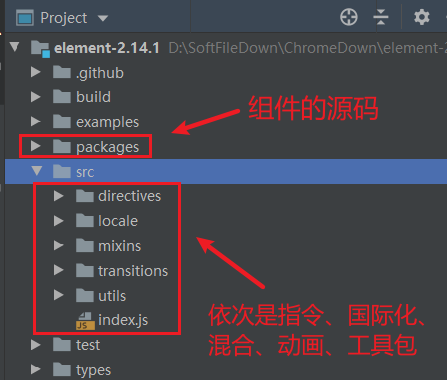 Project
element-2.14.1 D:\SoftFileDown\ChromeDown\element-2
.github
build
examples
packages
组件的源码
src
directives
locale
mixins
transitions
utils
index.js
依次是指令、国际化、
混合、动画、工具包
test
types